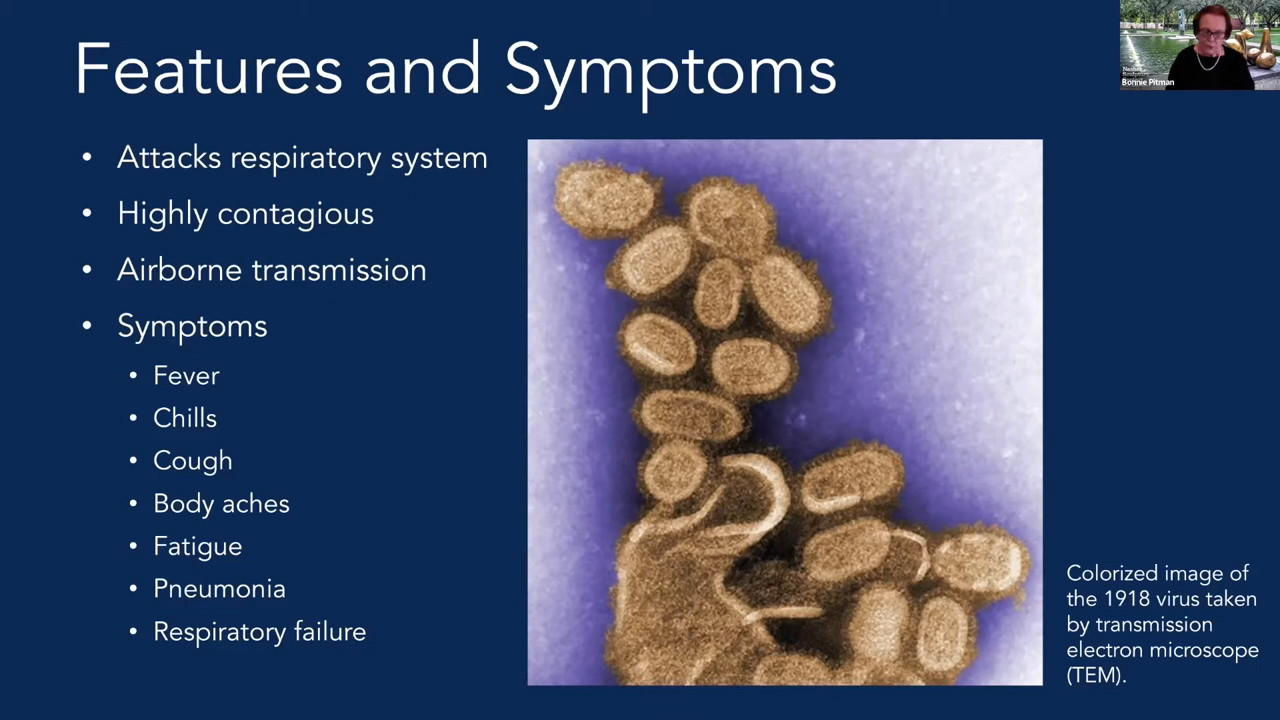 Features and Symptoms
• Attacks respiratory system
• Highly contagious
• Airborne transmission
• Symptoms
• Fever
• Chills
• Cough
• Body aches
• Fatigue
• Pneumonia
• Respiratory failure
Colorized image of
the 1918 virus taken
by transmission
electron microscope
(TEM).
Bonnie Pitman